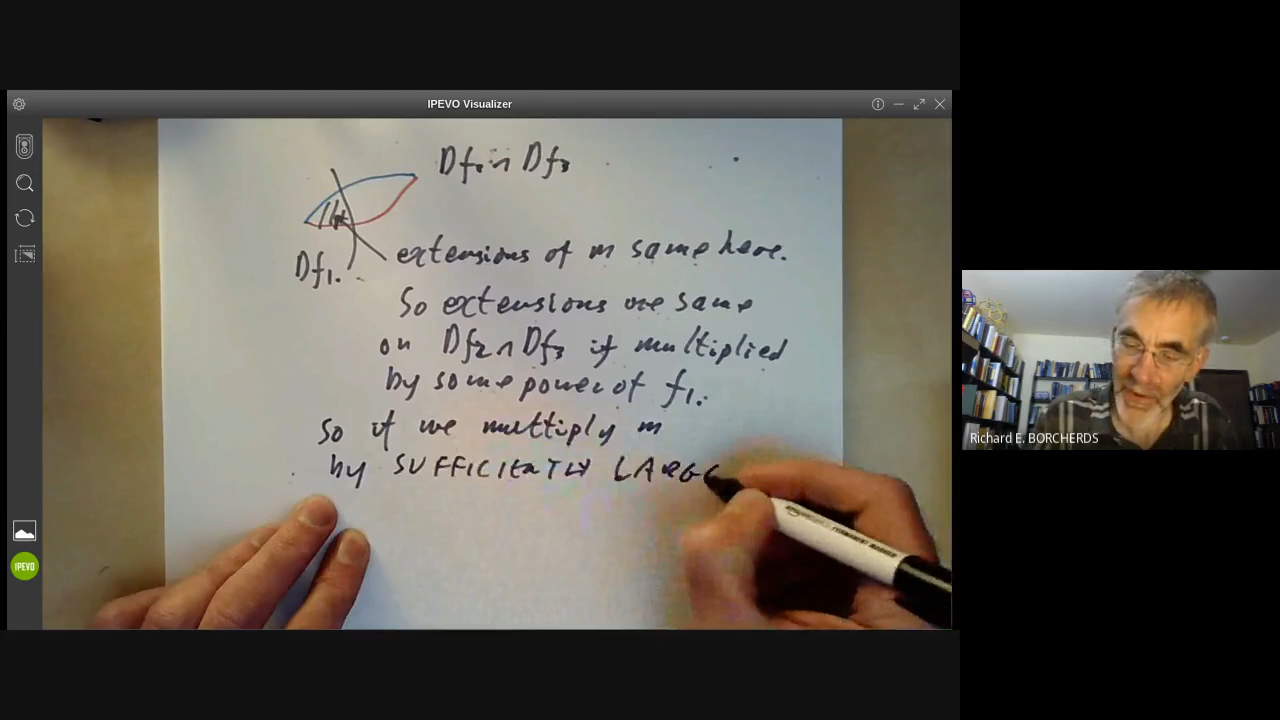 IPEVO Visualizer
Df₂∩ Df₃
Df₁.
extensions of m same here.
So extensions are same
on Df₂∩Df₃ if multiplied
by some power of f₁.
So if we multiply m
by SUFFICIENTLY LARGE
Richard E. BORCHERDS
IPEVO